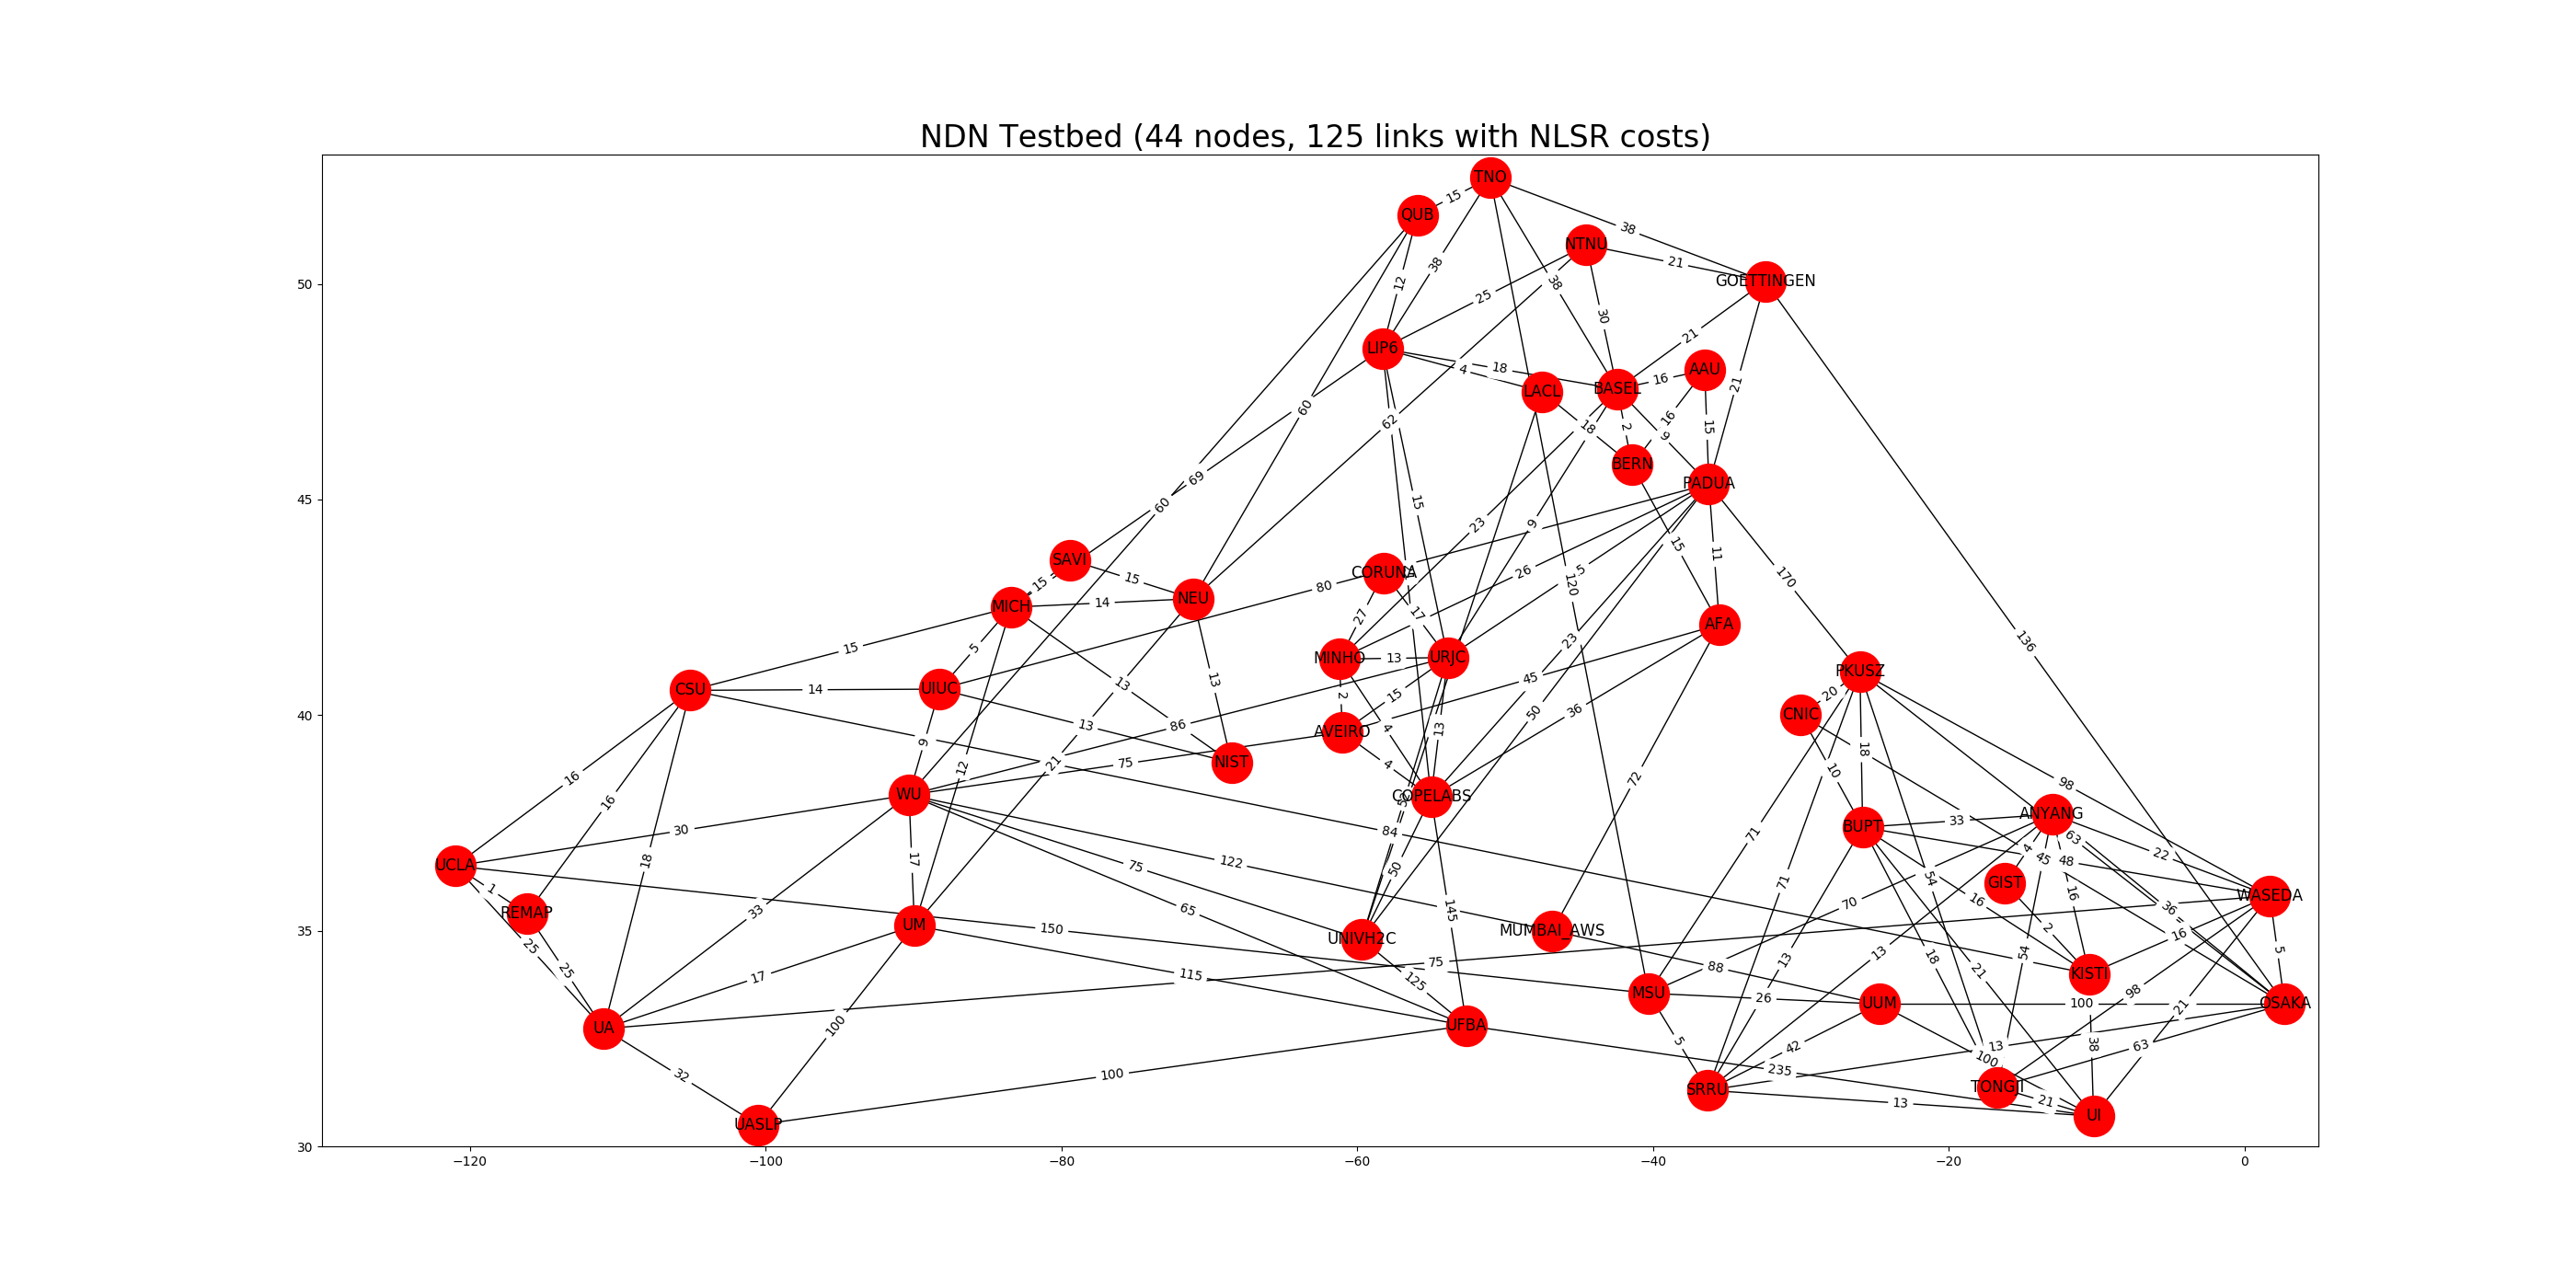 NDN Testbed (44 nodes, 125 links with NLSR costs)
TNO
15
QUB
38
NTNU
21
50
GOETTINGEN
12
38
38
25
30
21
LIP6
18
4
AAU
16
BASEL
LACL
21
60
16
62
18
2
15
9
BERN
69
PADUA
45
60
15
23
9
15
11
SAVI
CORUNA
26
5
15
15
120
170
80
NEU
14
MICH
27
17
AFA
136
15
5
23
MINHO
13
URJC
PKUSZ
13
13
45
CSU
14
UIUC
2
15
20
40
36
50
CNIC
86
13
4
13
AVEIRO
9
18
75
21
4
NIST
12
10
16
72
98
WU
COPELABS
16
ANYANG
33
BUPT
30
84
71
63
4
22
17
18
122
45
48
UCLA
75
50
54
GIST
71
1
16
16
WASEDA
REMAP
33
65
145
70
36
35
UM
150
UNIVH2C
MUMBAI_AWS
2
16
25
13
54
5
75
88
13
18
21
25
17
115
125
KISTI
MSU
26
UUM
98
100
OSAKA
21
UA
100
UFBA
5
42
13
38
63
100
32
100
235
SRRU
TONGJI
13
21
UI
UASLP
30
−120
−100
−80
−60
−40
−20
0